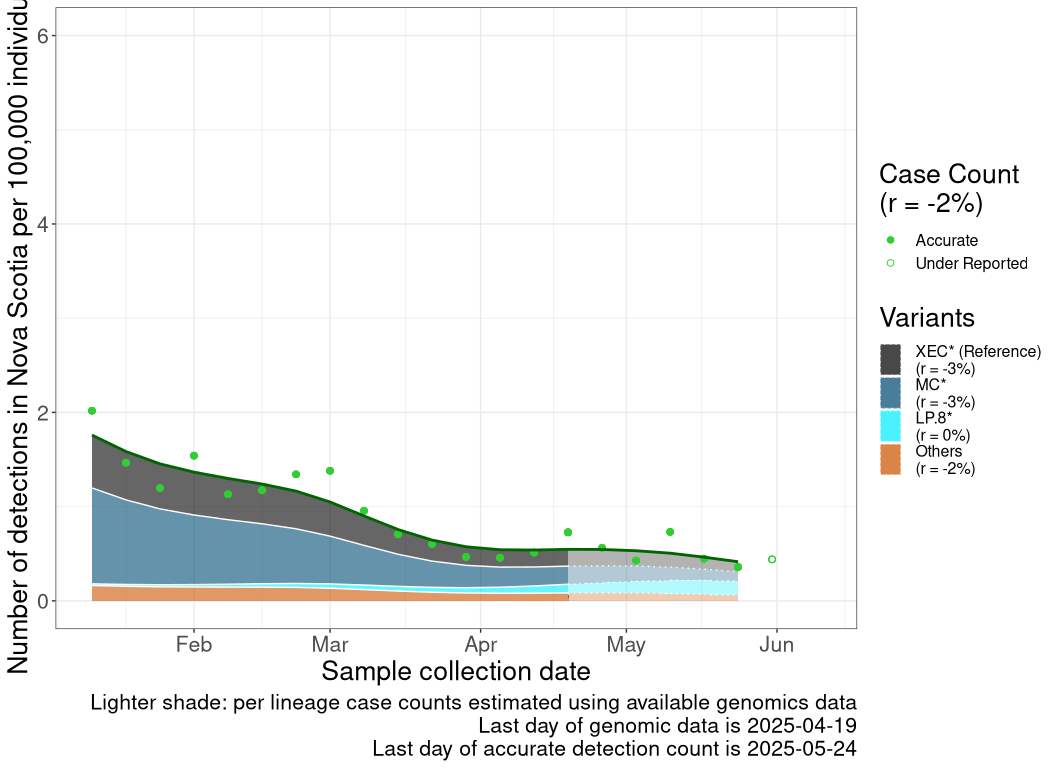 Number of detections in Nova Scotia per 100,000
6
4
2
0
Feb
Mar
Apr
May
Jun
Sample collection date
Case Count
(r = -2%)
Accurate
Under Reported
Variants
XEC* (Reference)
(r = -3%)
MC*
(r = -3%)
LP.8*
(r = 0%)
Others
(r = -2%)
Lighter shade: per lineage case counts estimated using available genomics data
Last day of genomic data is 2025-04-19
Last day of accurate detection count is 2025-05-24